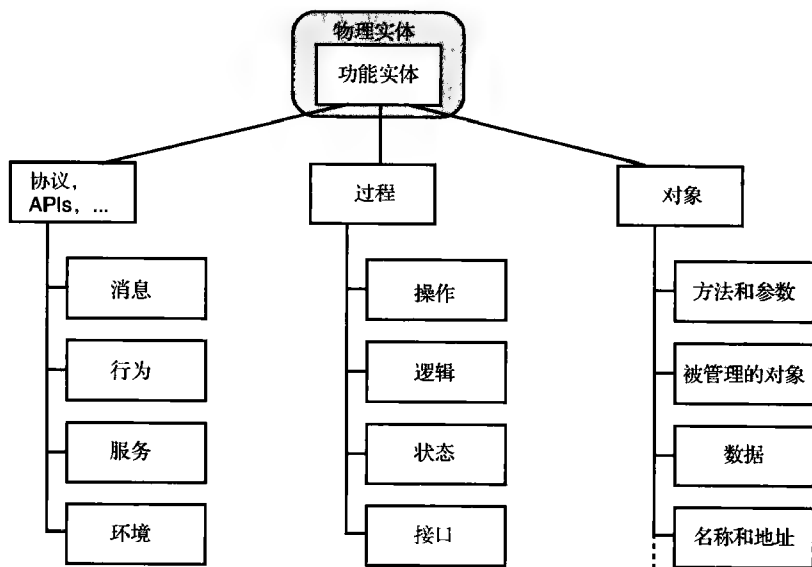 物理实体
功能实体
协议,
APIs, ...
过程
对象
消息
行为
服务
环境
操作
逻辑
状态
接口
方法和参数
被管理的对象
数据
名称和地址